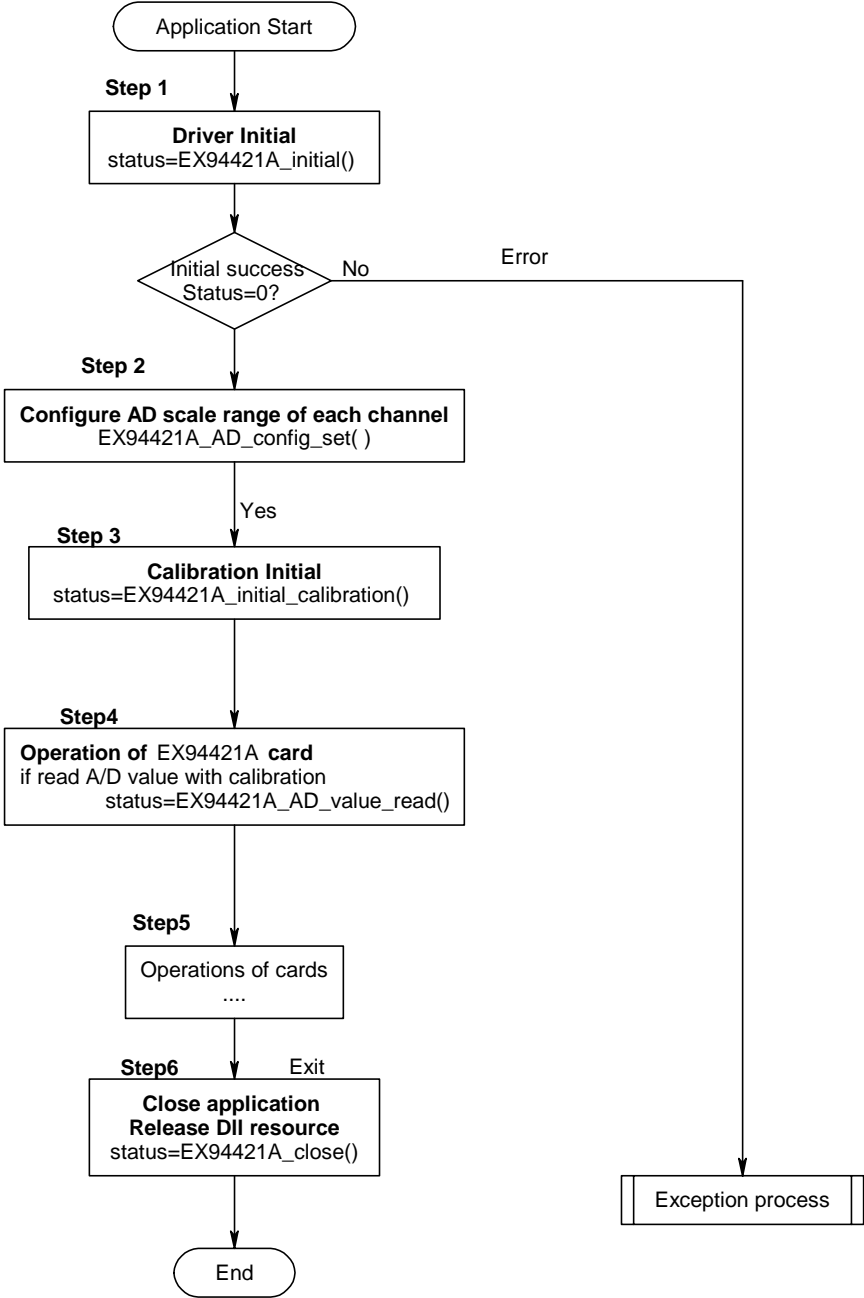 Application Start
Step 1
Driver Initial
status=EX94421A_initial()
Initial success
Status=0?
No
Error
Step 2
Configure AD scale range of each channel
EX94421A_AD_config_set( )
Yes
Step 3
Calibration Initial
status=EX94421A_initial_calibration()
Step4
Operation of EX94421A card
if read A/D value with calibration
status=EX94421A_AD_value_read()
Step5
Operations of cards
....
Step6
Exit
Close application
Release Dll resource
status=EX94421A_close()
Exception process
End